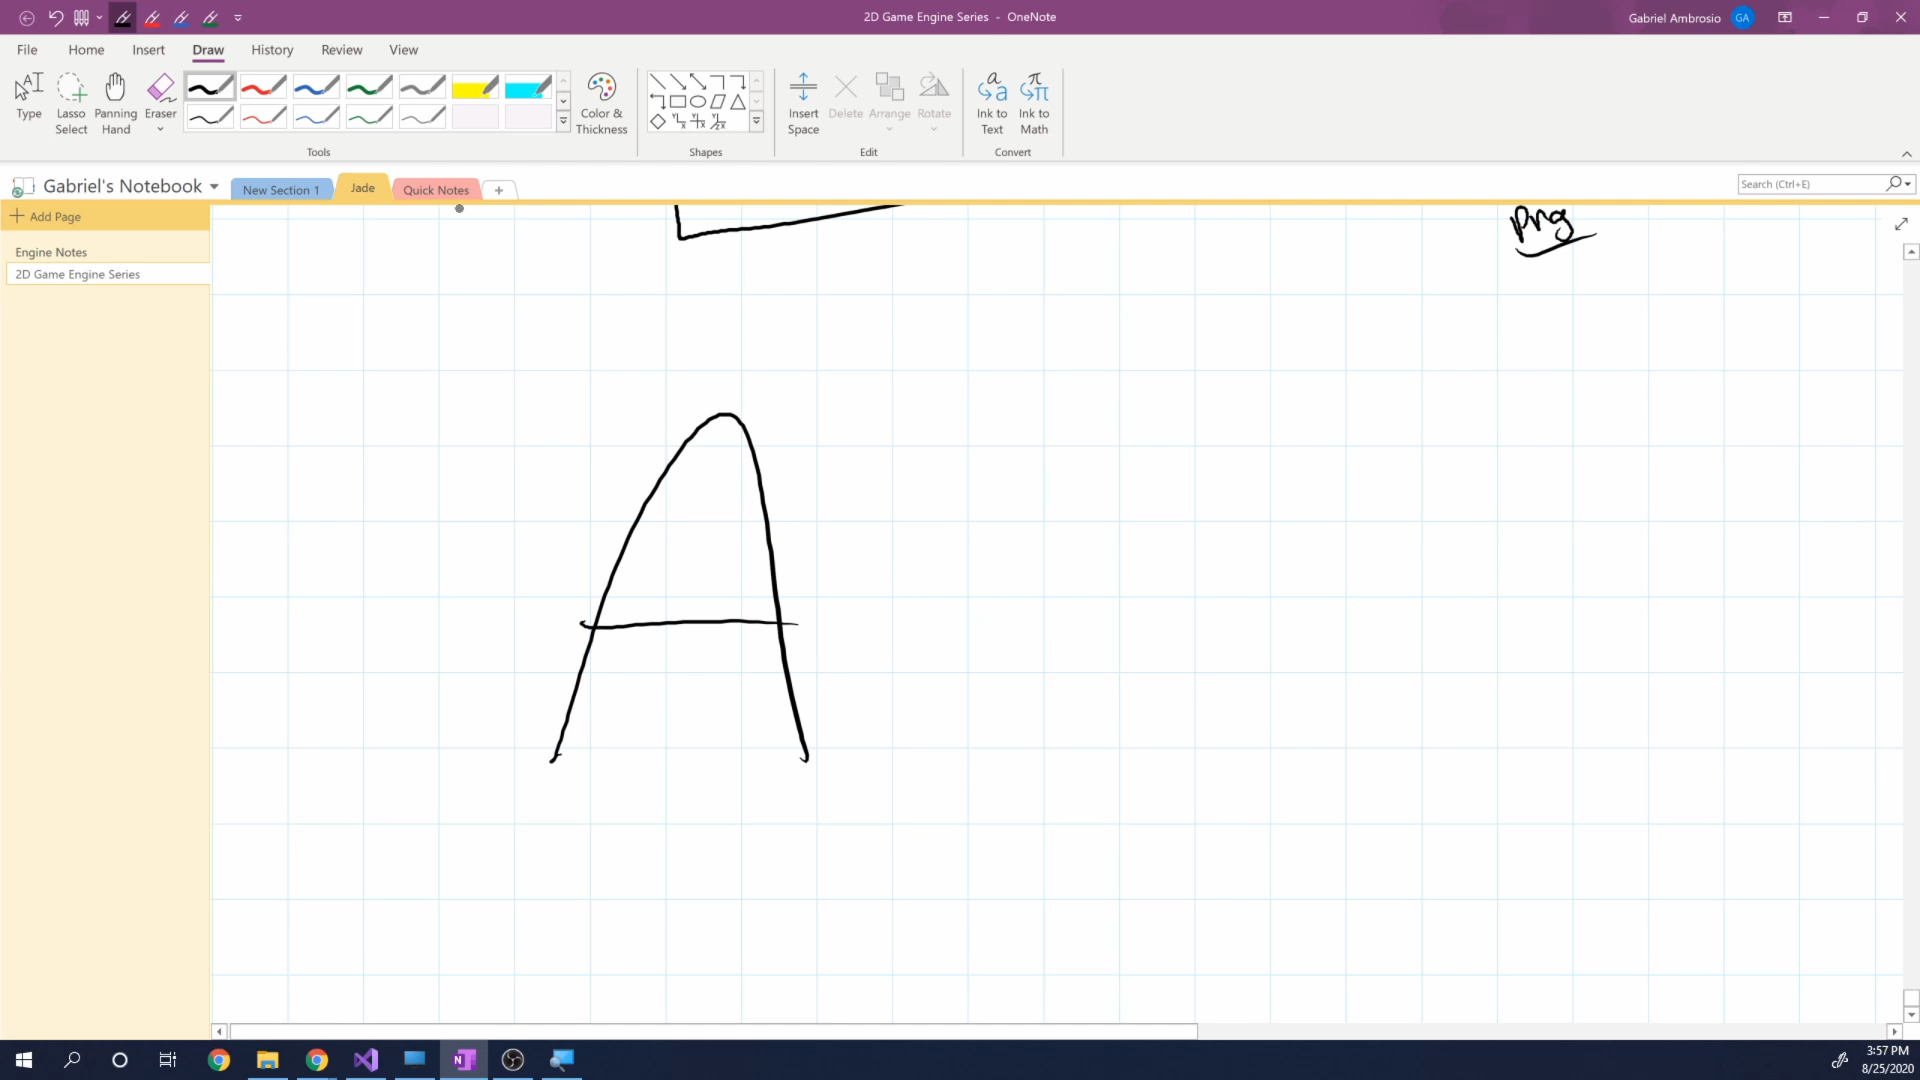 2D Game Engine Series - OneNote
Gabriel Ambrosio
GA
File
Home
Insert
Draw
History
Review
View
Type
Lasso Select
Panning Hand
Eraser
Color & Thickness
Insert Space
Delete
Arrange
Rotate
a
a
Ink to Text
π
π
Ink to Math
Tools
Shapes
Edit
Convert
Gabriel's Notebook
New Section 1
Jade
Quick Notes
+
Search (Ctrl+E)
Add Page
Engine Notes
2D Game Engine Series
png
A
N
3:57 PM
8/25/2020